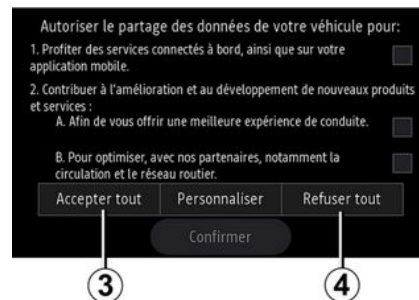 Autoriser le partage des données de votre véhicule pour:
1. Profiter des services connectés à bord, ainsi que sur votre
application mobile.
2. Contribuer à l'amélioration et au développement de nouveaux produits
et services :
A. Afin de vous offrir une meilleure expérience de conduite.
B. Pour optimiser, avec nos partenaires, notamment la
circulation et le réseau routier.
Accepter tout Personnaliser Refuser tout
Confirmer
3 4